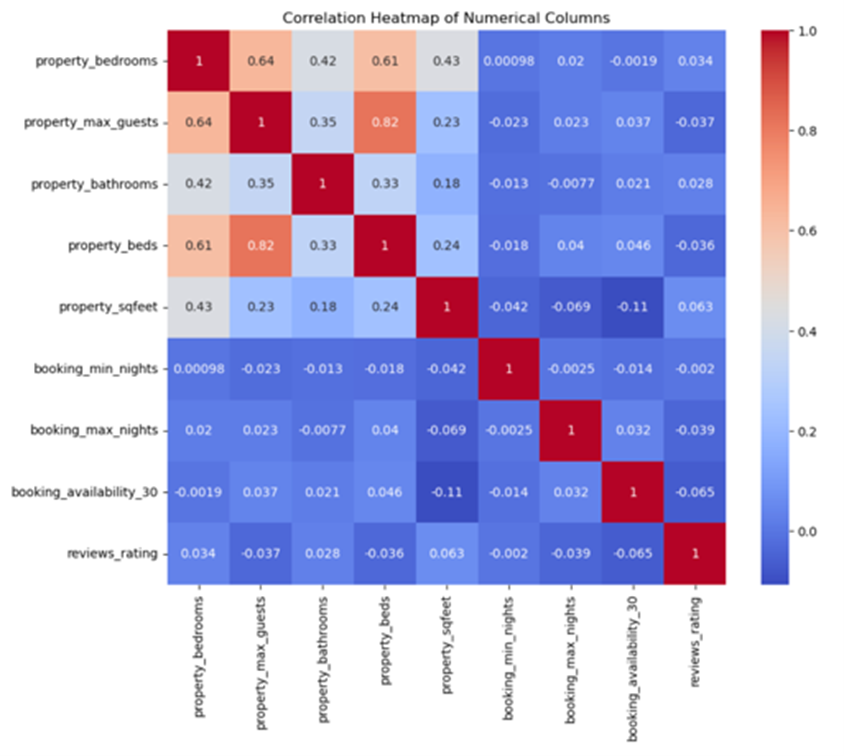 Correlation Heatmap of Numerical Columns
property_bedrooms 1 0.64 0.42 0.61 0.43 0.00098 0.02 -0.0019 0.034
property_max_guests 0.64 1 0.35 0.82 0.23 -0.023 0.023 0.037 -0.037
property_bathrooms 0.42 0.35 1 0.33 0.18 -0.013 -0.0077 0.021 0.028
property_beds 0.61 0.82 0.33 1 0.24 -0.018 0.04 0.046 -0.036
property_sqfeet 0.43 0.23 0.18 0.24 1 -0.042 -0.069 -0.11 0.063
booking_min_nights 0.00098 -0.023 -0.013 -0.018 -0.042 1 -0.0025 -0.014 -0.002
booking_max_nights 0.02 0.023 -0.0077 0.04 -0.069 -0.0025 1 0.032 -0.039
booking_availability_30 -0.0019 0.037 0.021 0.046 -0.11 -0.014 0.032 1 -0.065
reviews_rating 0.034 -0.037 0.028 -0.036 0.063 -0.002 -0.039 -0.065 1
property_bedrooms
property_max_guests
property_bathrooms
property_beds
property_sqfeet
booking_min_nights
booking_max_nights
booking_availability_30
reviews_rating
1.0
0.8
0.6
0.4
0.2
0.0